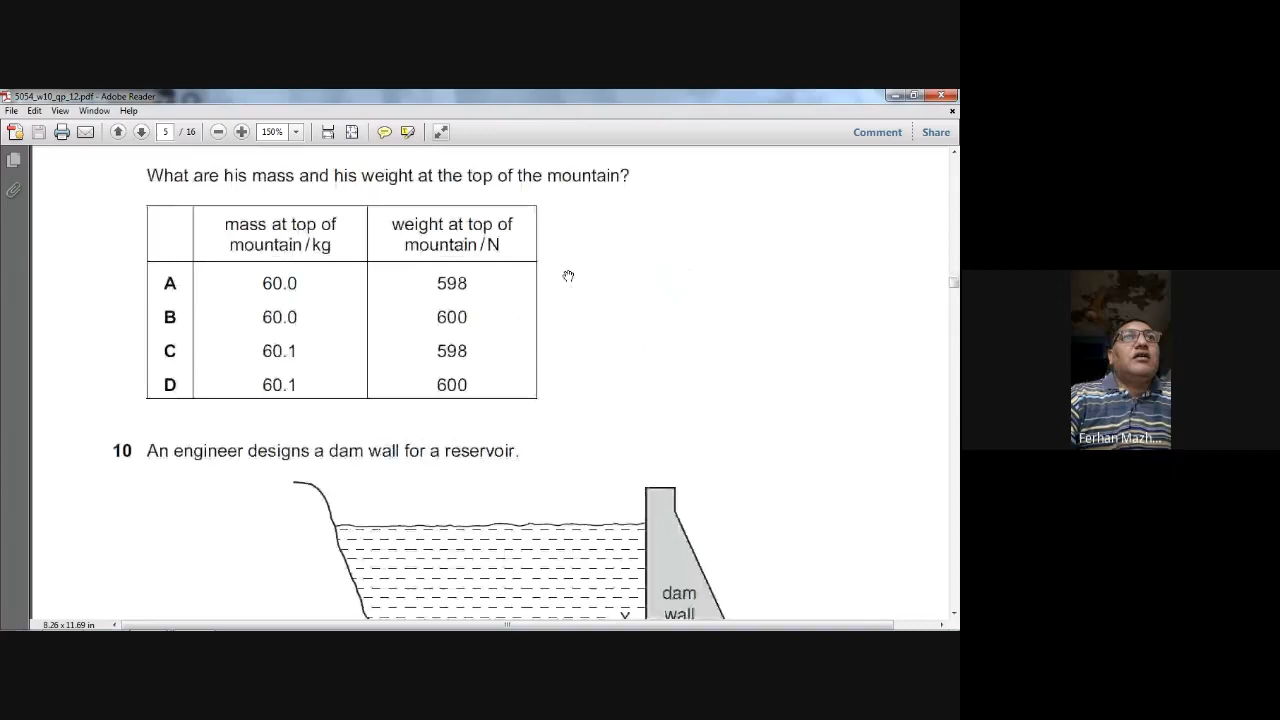 5054_w10_qp_12.pdf - Adobe Reader
File Edit View Window Help
5 / 16 150% Comment Share
What are his mass and his weight at the top of the mountain?
mass at top of weight at top of
mountain / kg mountain / N
A 60.0 598
B 60.0 600
C 60.1 598
D 60.1 600
10 An engineer designs a dam wall for a reservoir.
dam
wall
8.26 x 11.69 in
Ferhan Mazh...